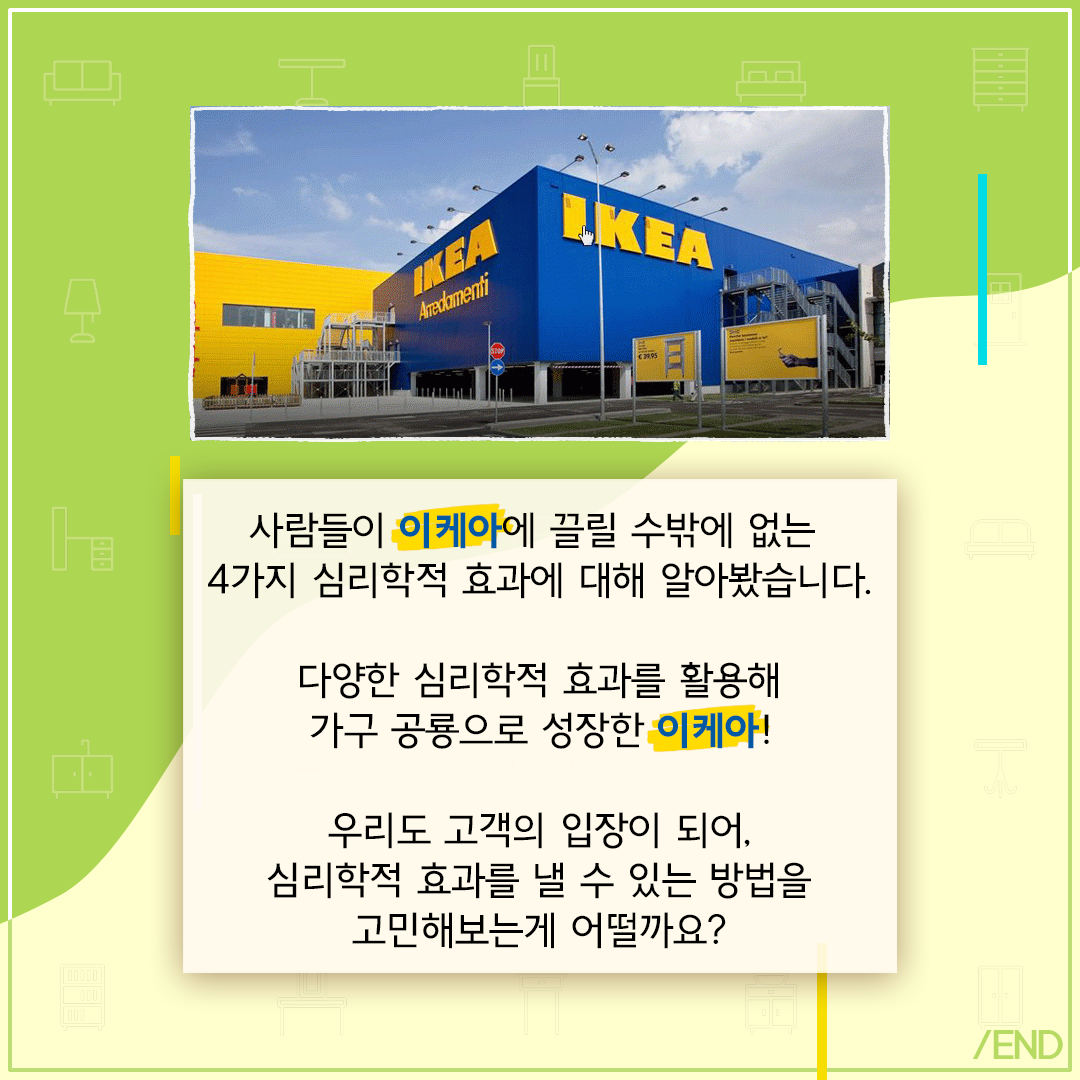 IKEA
Arredamenti
IKEA
STOP
€ 39,95
사람들이 이케아에 끌릴 수밖에 없는
4가지 심리학적 효과에 대해 알아봤습니다.
다양한 심리학적 효과를 활용해
가구 공룡으로 성장한 이케아!
우리도 고객의 입장이 되어,
심리학적 효과를 낼 수 있는 방법을
고민해보는게 어떨까요?
/END